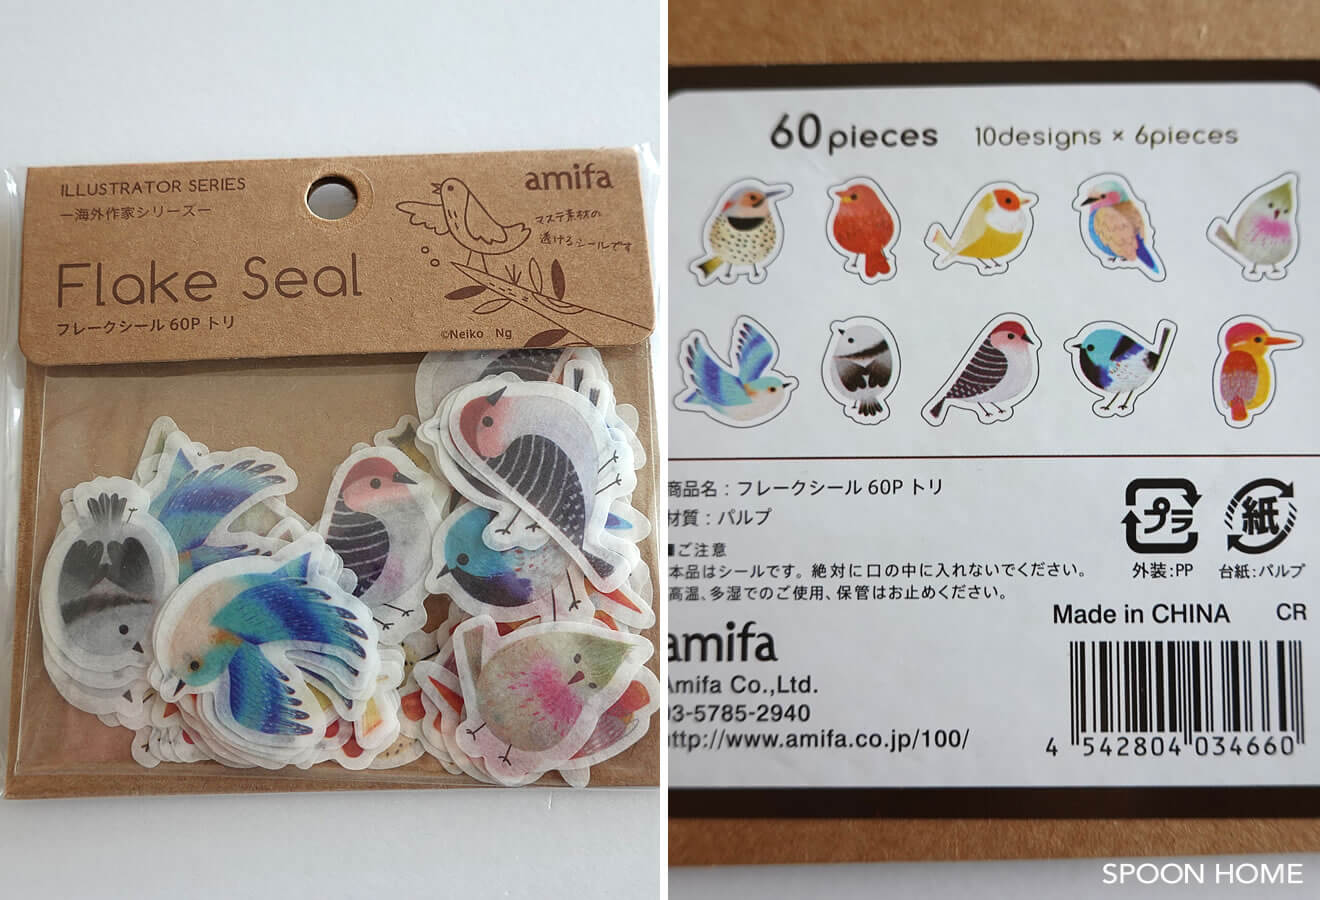 ILLUSTRATOR SERIES
―海外作家シリーズ―
amifa
マステ素材の
透けるシールです
Flake Seal
フレークシール 60P トリ
©Neiko Ng
60pieces 10designs × 6pieces
商品名：フレークシール 60P トリ
材質：パルプ
■ご注意
本品はシールです。絶対に口の中に入れないでください。
高温、多湿でのご使用、保管はお止めください。
プラ
紙
外装：PP
台紙：パルプ
Made in CHINA CR
amifa
Amifa Co.,Ltd.
03-5785-2940
http://www.amifa.co.jp/100/
4 542804 034660
SPOON HOME